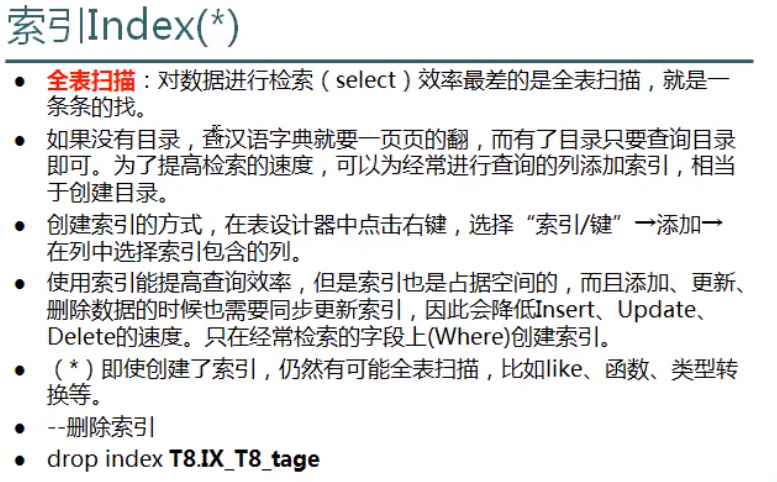 索引Index(*)
全表扫描：对数据进行检索（select）效率最差的是全表扫描，就是一
条条的找。
如果没有目录，查汉语字典就要一页页的翻，而有了目录只要查询目录
即可。为了提高检索的速度，可以为经常进行查询的列添加索引，相当
于创建目录。
创建索引的方式，在表设计器中点击右键，选择“索引/键”→添加→
在列中选择索引包含的列。
使用索引能提高查询效率，但是索引也是占据空间的，而且添加、更新、
删除数据的时候也需要同步更新索引，因此会降低Insert、Update、
Delete的速度。只在经常检索的字段上(Where)创建索引。
（*）即使创建了索引，仍然有可能全表扫描，比如like、函数、类型转
换等。
--删除索引
drop index T8.IX_T8_tage